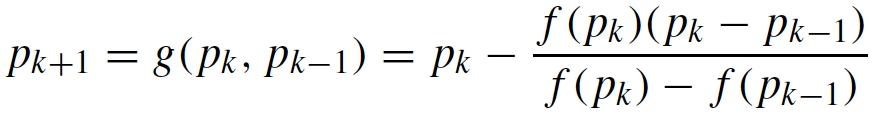 p_{k+1} = g(p_k, p_{k−1}) = p_k − \frac{f(p_k)(p_k − p_{k−1})}{f(p_k) − f(p_{k−1})}